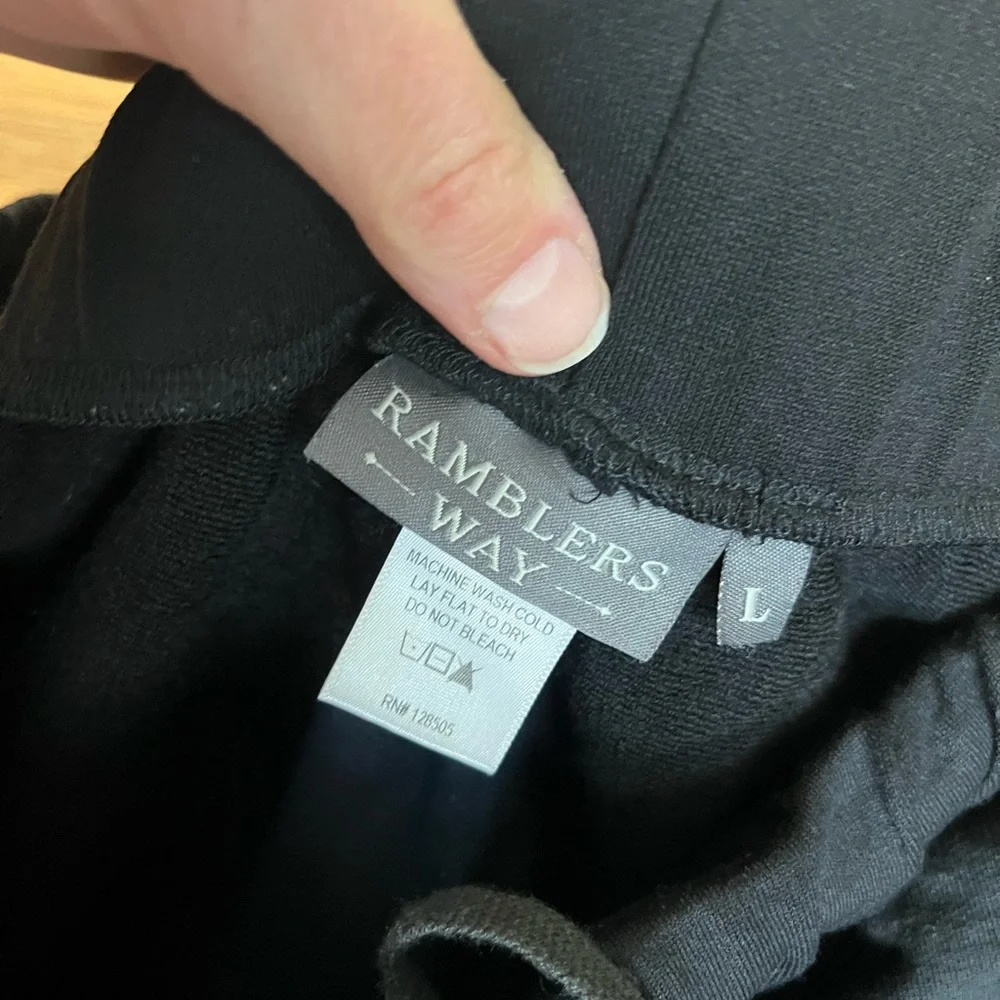 RAMBLERS
WAY
L
MACHINE WASH COLD
LAY FLAT TO DRY
DO NOT BLEACH
RN# 128505